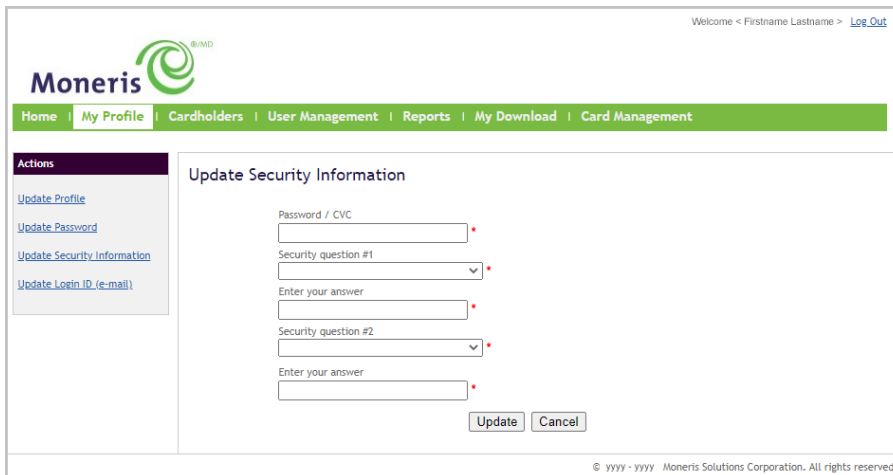 Welcome < Firstname Lastname > Log Out
®/MD
Moneris
Home | My Profile | Cardholders | User Management | Reports | My Download | Card Management
Actions
Update Profile
Update Password
Update Security Information
Update Login ID (e-mail)
Update Security Information
Password / CVC
*
Security question #1
*
Enter your answer
*
Security question #2
*
Enter your answer
*
Update Cancel
© yyyy - yyyy Moneris Solutions Corporation. All rights reserved